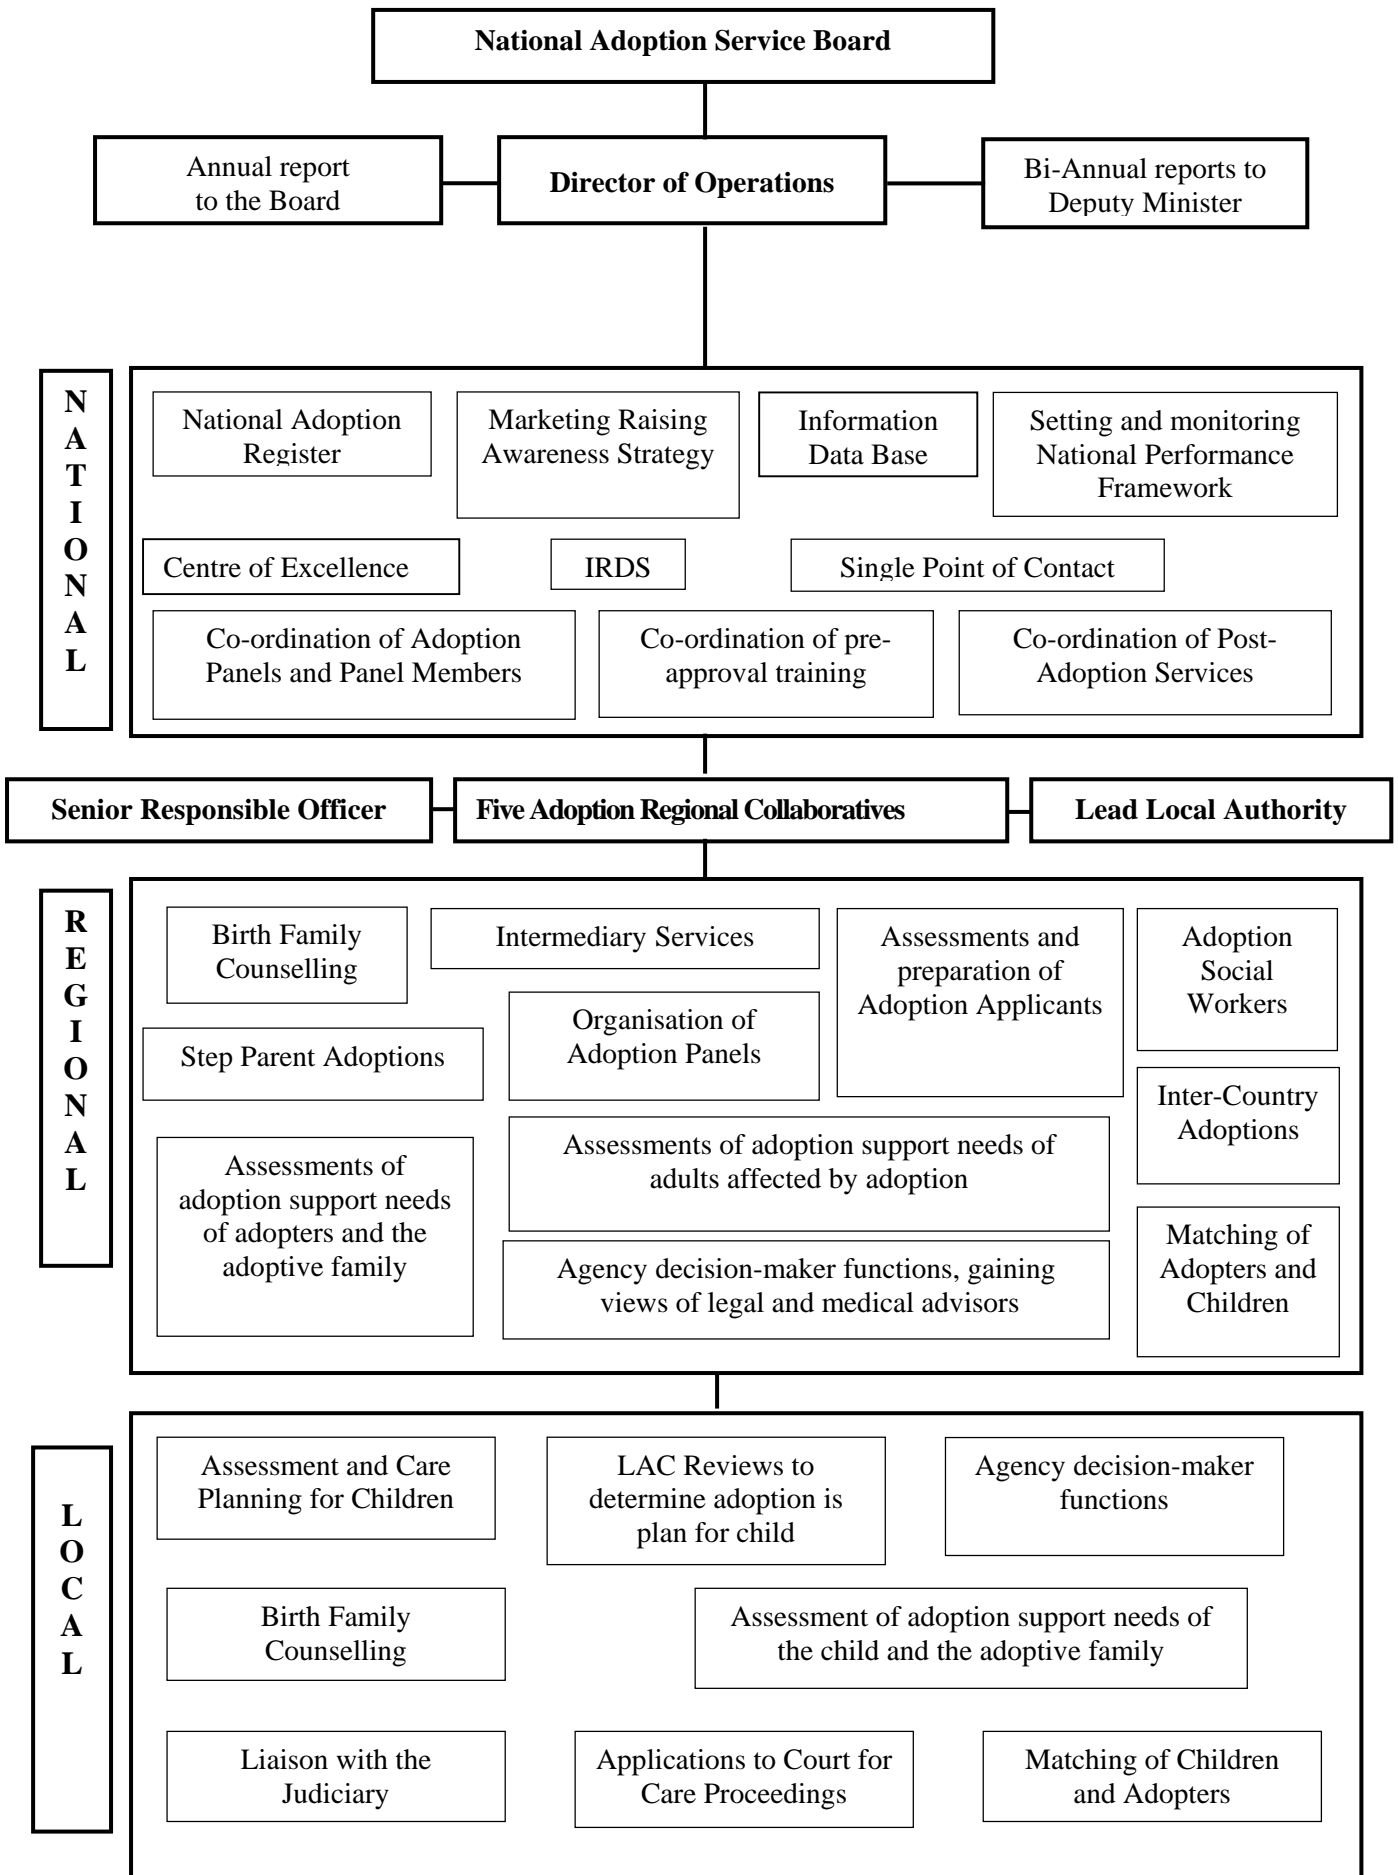 National Adoption Service Board
Annual report
to the Board
Director of Operations
Bi-Annual reports to
Deputy Minister
N
A
T
I
O
N
A
L
National Adoption
Register
Marketing Raising
Awareness Strategy
Information
Data Base
Setting and monitoring
National Performance
Framework
Centre of Excellence
IRDS
Single Point of Contact
Co-ordination of Adoption
Panels and Panel Members
Co-ordination of pre-
approval training
Co-ordination of Post-
Adoption Services
Senior Responsible Officer
Five Adoption Regional Collaboratives
Lead Local Authority
R
E
G
I
O
N
A
L
Birth Family
Counselling
Intermediary Services
Assessments and
preparation of
Adoption Applicants
Adoption
Social
Workers
Step Parent Adoptions
Organisation of
Adoption Panels
Inter-Country
Adoptions
Assessments of
adoption support needs
of adopters and the
adoptive family
Assessments of adoption support needs of
adults affected by adoption
Agency decision-maker functions, gaining
views of legal and medical advisors
Matching of
Adopters and
Children
L
O
C
A
L
Assessment and Care
Planning for Children
LAC Reviews to
determine adoption is
plan for child
Agency decision-maker
functions
Birth Family
Counselling
Assessment of adoption support needs of
the child and the adoptive family
Liaison with the
Judiciary
Applications to Court for
Care Proceedings
Matching of Children
and Adopters